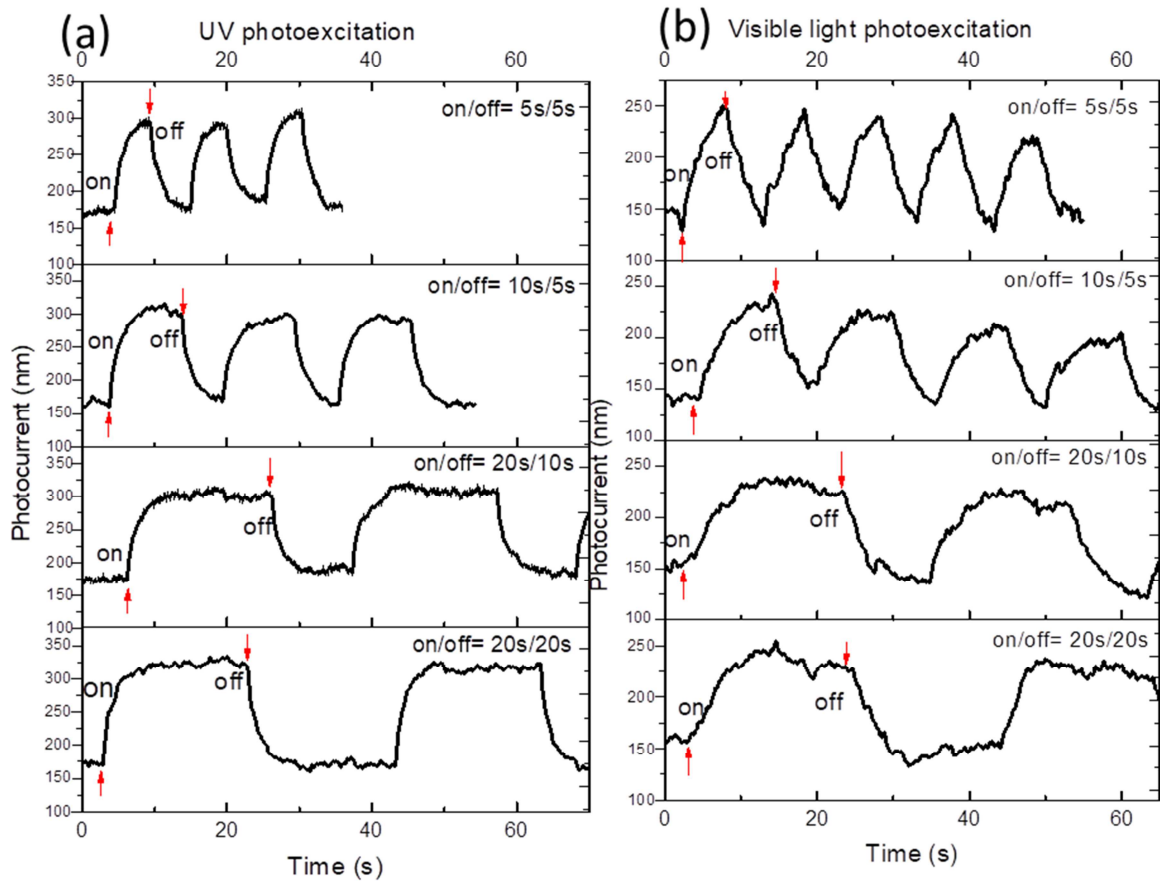 (a)
UV photoexcitation
0 20 40 60
350
300
250
200
150
100
on/off= 5s/5s
on
off
350
300
250
200
150
100
on/off= 10s/5s
on
off
350
300
250
200
150
100
on/off= 20s/10s
on
off
350
300
250
200
150
100
on/off= 20s/20s
on
off
Photocurrent (nm)
0 20 40 60
Time (s)
(b)
Visible light photoexcitation
0 20 40 60
250
200
150
100
on/off= 5s/5s
on
off
250
200
150
100
on/off= 10s/5s
on
off
250
200
150
100
on/off= 20s/10s
on
off
250
200
150
100
on/off= 20s/20s
on
off
Photocurrent (nm)
0 20 40 60
Time (s)